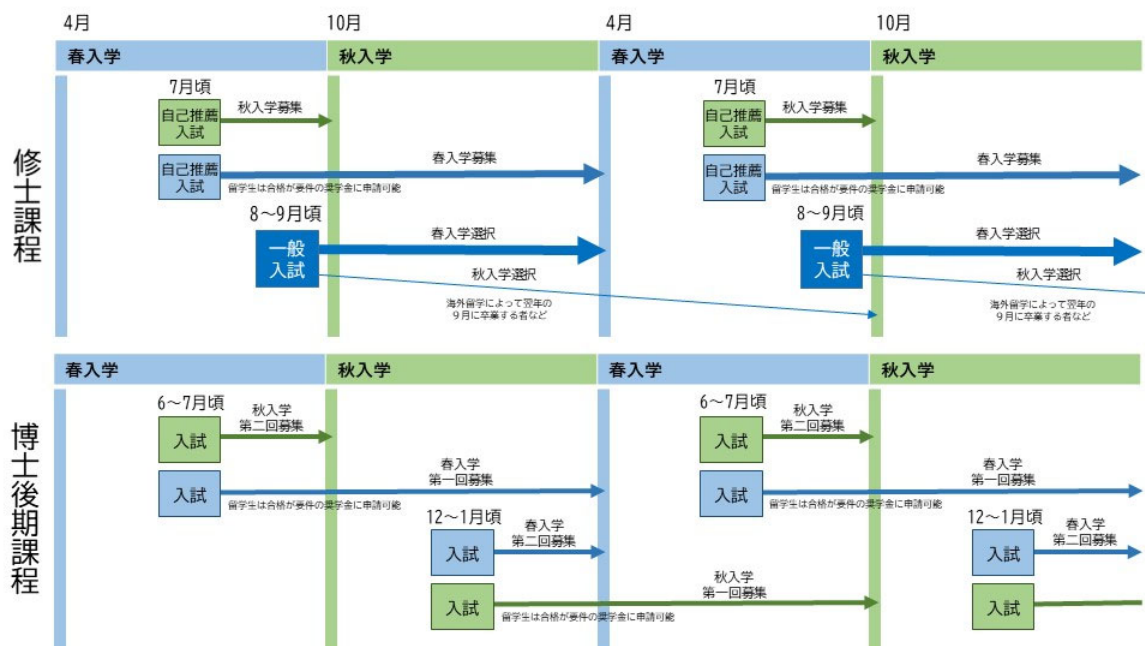 4月
10月
4月
10月
春入学
秋入学
春入学
秋入学
修士課程
7月頃
自己推薦
入試
秋入学募集
自己推薦
入試
春入学募集
留学生は合格が要件の奨学金に申請可能
8～9月頃
一般
入試
春入学選択
秋入学選択
海外留学によって翌年の
9月に卒業する者など
7月頃
自己推薦
入試
秋入学募集
自己推薦
入試
春入学募集
留学生は合格が要件の奨学金に申請可能
8～9月頃
一般
入試
春入学選択
秋入学選択
海外留学によって翌年の
9月に卒業する者など
春入学
秋入学
春入学
秋入学
博士後期課程
6～7月頃
入試
秋入学
第二回募集
入試
春入学
第一回募集
留学生は合格が要件の奨学金に申請可能
12～1月頃
入試
春入学
第二回募集
入試
秋入学
第一回募集
留学生は合格が要件の奨学金に申請可能
6～7月頃
入試
秋入学
第二回募集
入試
春入学
第一回募集
留学生は合格が要件の奨学金に申請可能
12～1月頃
入試
春入学
第二回募集
入試